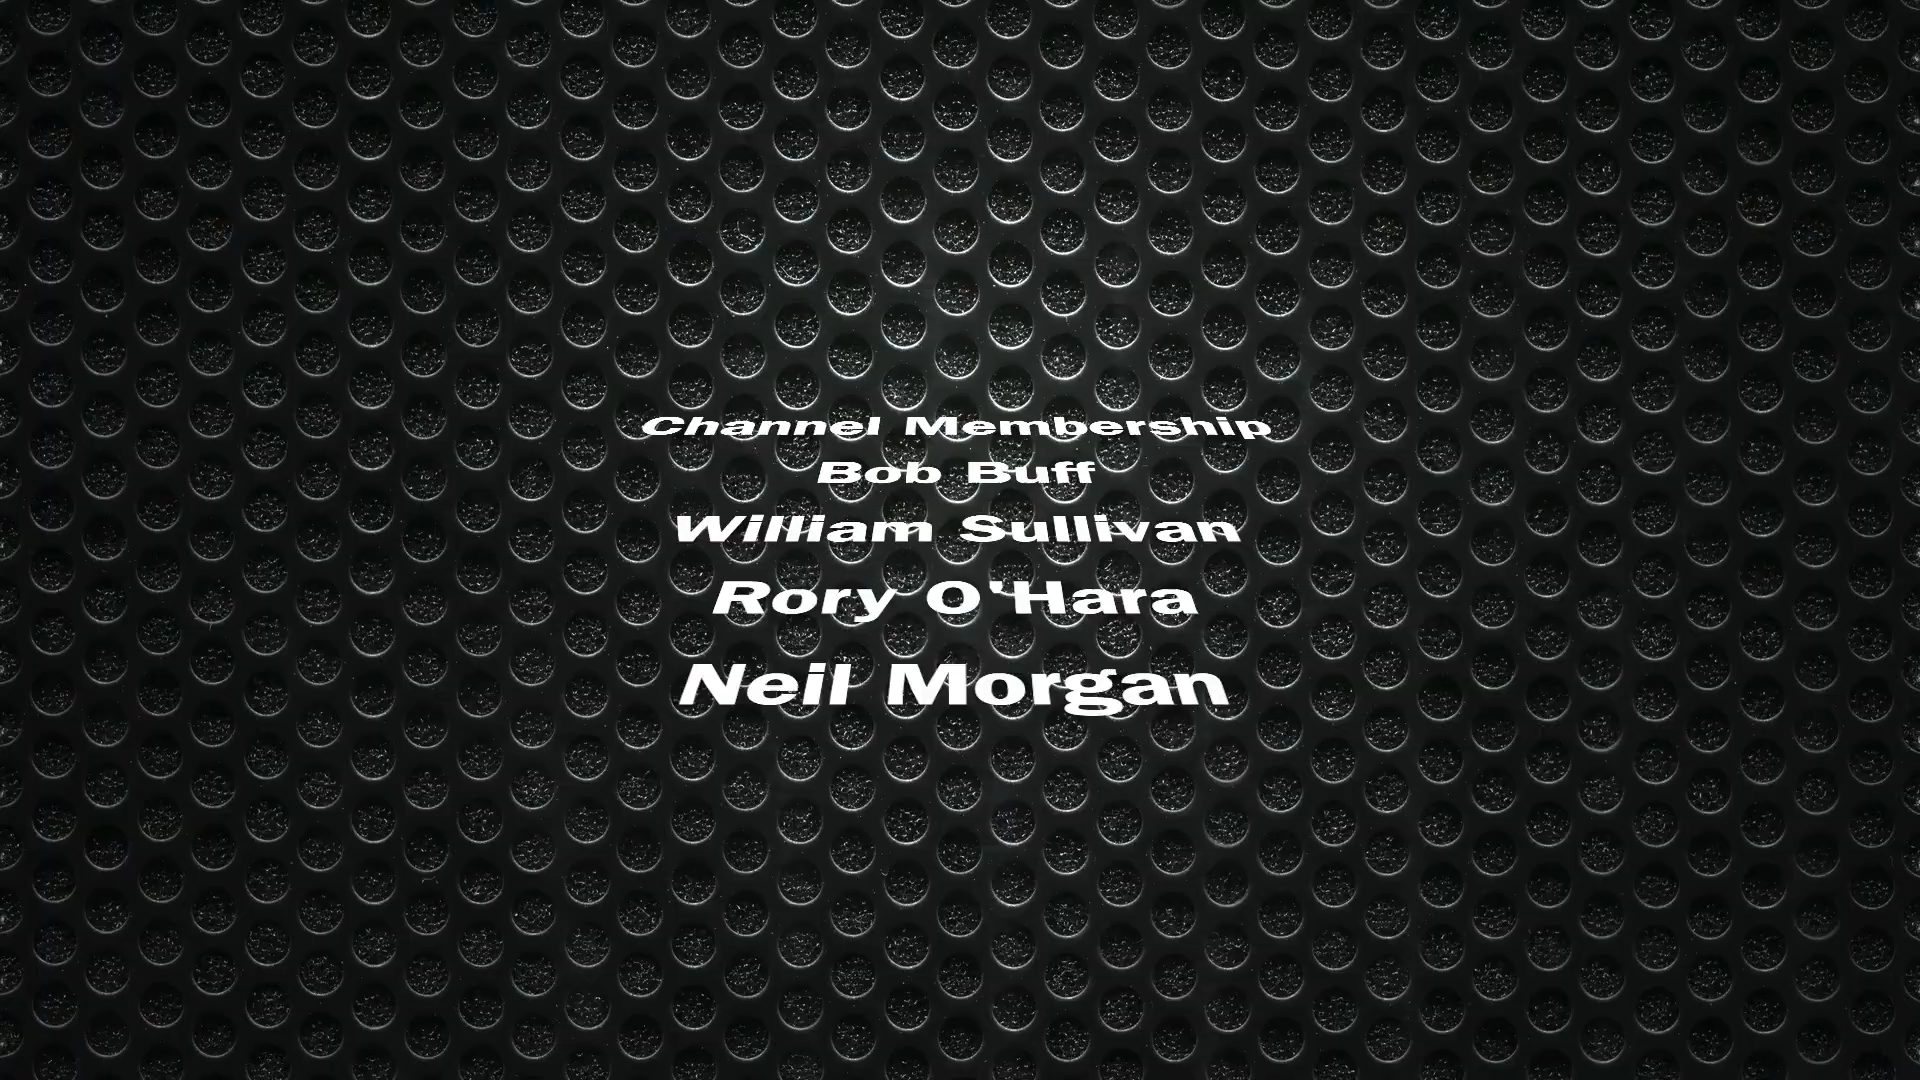 Channel Membership
Bob Buff
William Sullivan
Rory O'Hara
Neil Morgan